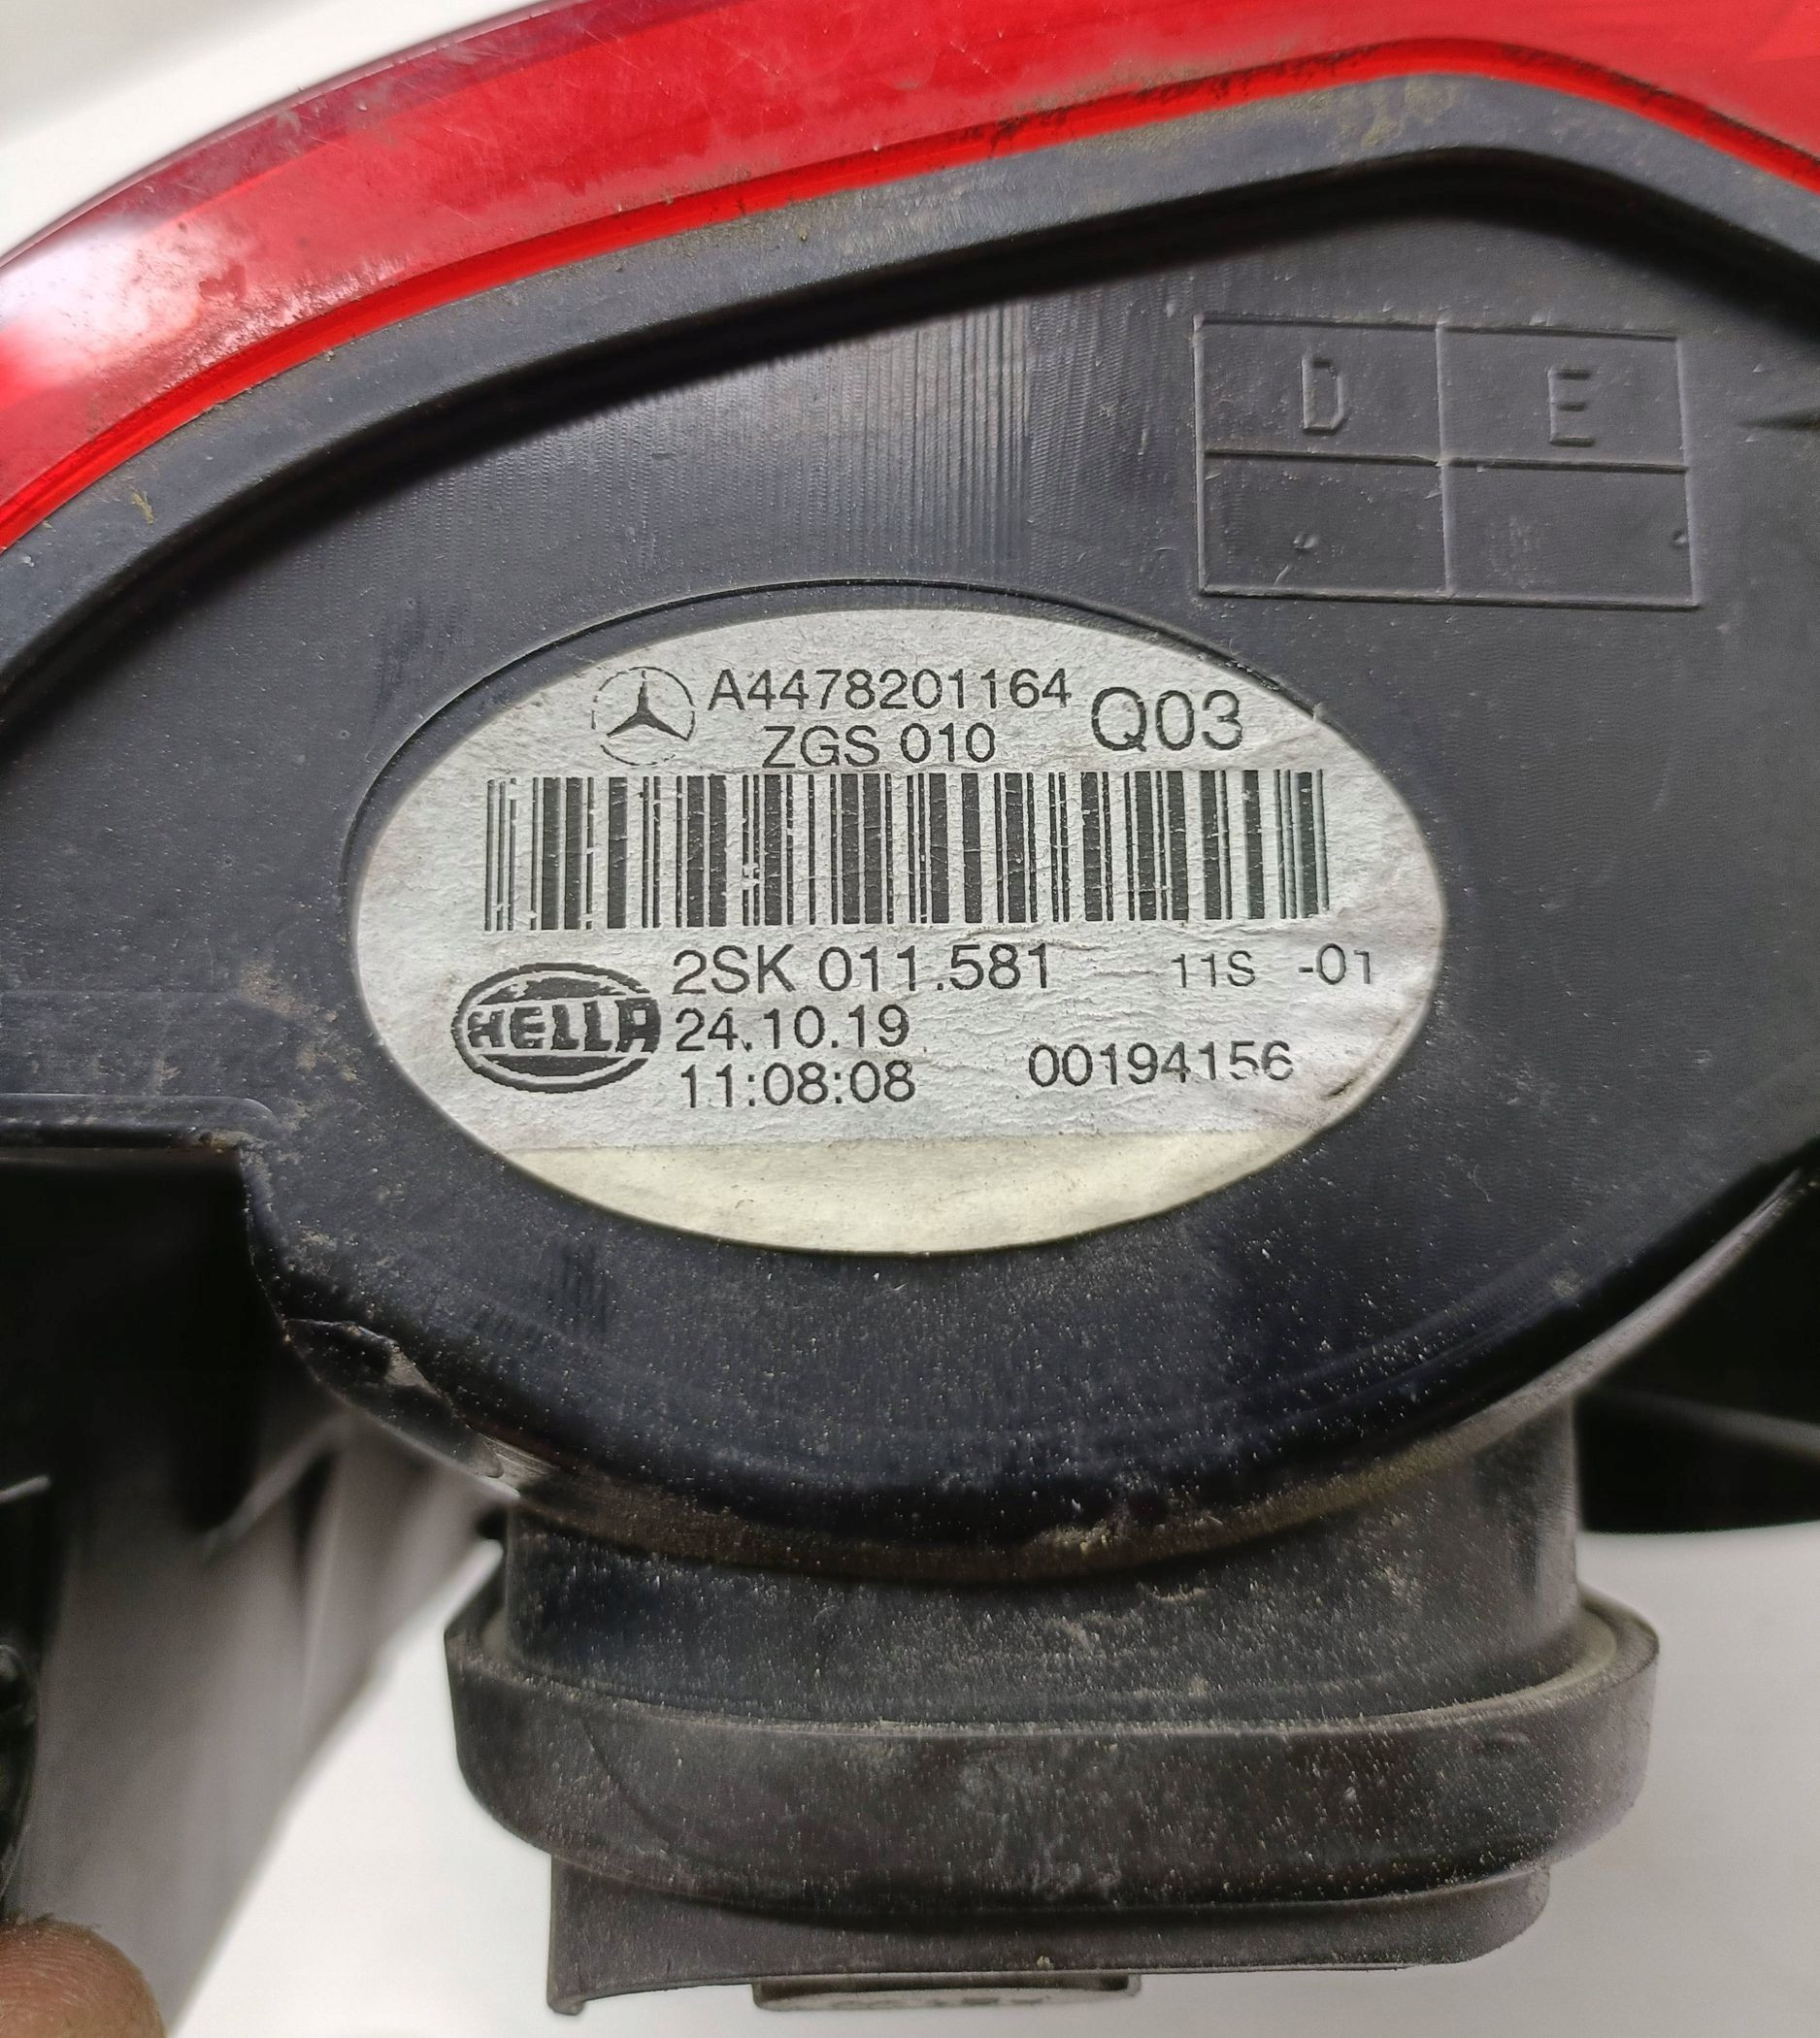 D E
A4478201164
ZGS 010
Q03
2SK 011.581 11S -01
HELLA
24.10.19
11:08:08
00194156